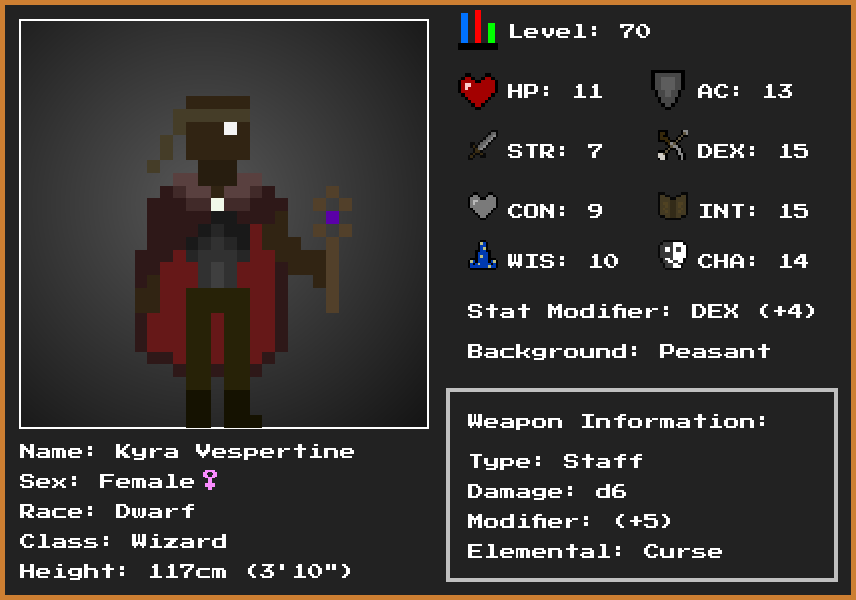 Level: 70
HP: 11
AC: 13
STR: 7
DEX: 15
CON: 9
INT: 15
WIS: 10
CHA: 14
Stat Modifier: DEX (+4)
Background: Peasant
Weapon Information:
Type: Staff
Damage: d6
Modifier: (+5)
Elemental: Curse
Name: Kyra Vespertine
Sex: Female♀
Race: Dwarf
Class: Wizard
Height: 117cm (3'10")